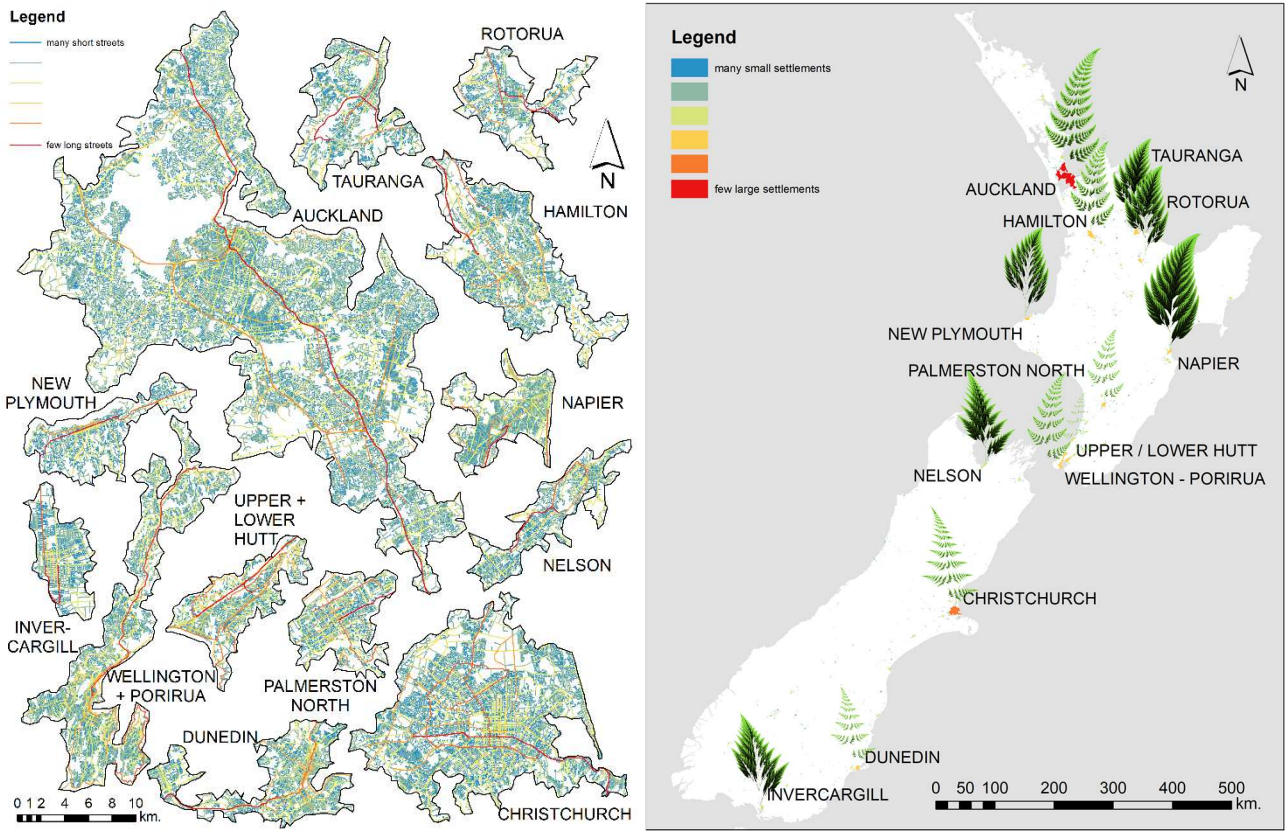 Legend
many short streets
few long streets
ROTORUA
N
TAURANGA
AUCKLAND
HAMILTON
NEW
PLYMOUTH
NAPIER
UPPER +
LOWER
HUTT
NELSON
INVER-
CARGILL
WELLINGTON
+ PORIRUA
PALMERSTON
NORTH
DUNEDIN
CHRISTCHURCH
0 1 2 4 6 8 10 km.
Legend
many small settlements
few large settlements
N
TAURANGA
AUCKLAND
ROTORUA
HAMILTON
NEW PLYMOUTH
NAPIER
PALMERSTON NORTH
UPPER / LOWER HUTT
NELSON
WELLINGTON - PORIRUA
CHRISTCHURCH
DUNEDIN
INVERCARGILL
0 50 100 200 300 400 500 km.